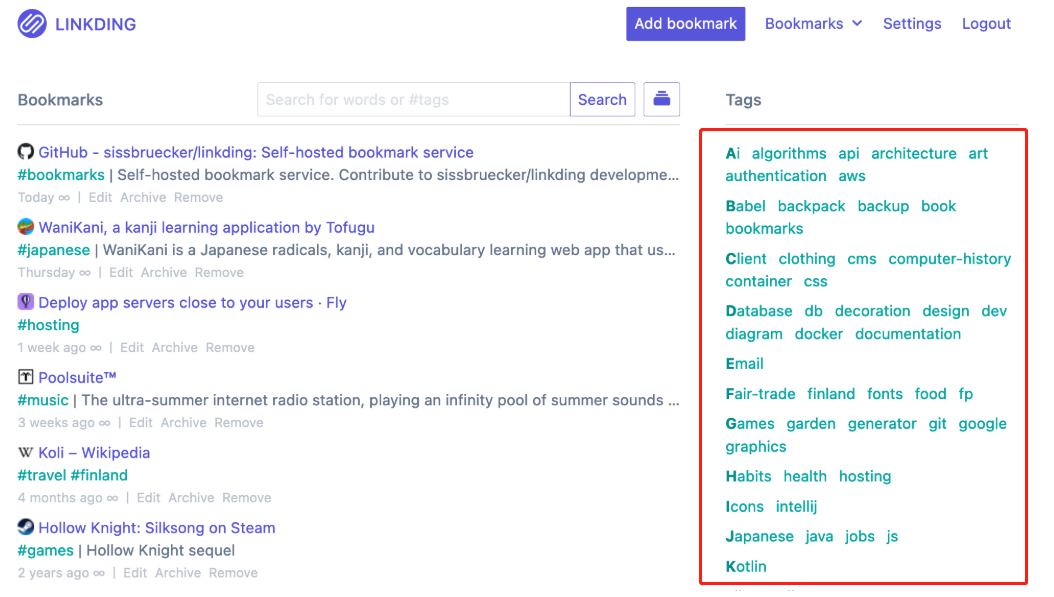 LINKDING
Add bookmark Bookmarks Settings Logout
Bookmarks
Search for words or #tags Search
GitHub - sissbruecker/linkding: Self-hosted bookmark service
#bookmarks | Self-hosted bookmark service. Contribute to sissbruecker/linkding developme...
Today ∞ | Edit Archive Remove
WaniKani, a kanji learning application by Tofugu
#japanese | WaniKani is a Japanese radicals, kanji, and vocabulary learning web app that us...
Thursday ∞ | Edit Archive Remove
Deploy app servers close to your users · Fly
#hosting
1 week ago ∞ | Edit Archive Remove
Poolsuite™
#music | The ultra-summer internet radio station, playing an infinity pool of summer sounds ...
3 weeks ago ∞ | Edit Archive Remove
Koli – Wikipedia
#travel #finland
4 months ago ∞ | Edit Archive Remove
Hollow Knight: Silksong on Steam
#games | Hollow Knight sequel
2 years ago ∞ | Edit Archive Remove
Tags
Ai algorithms api architecture art
authentication aws
Babel backpack backup book
bookmarks
Client clothing cms computer-history
container css
Database db decoration design dev
diagram docker documentation
Email
Fair-trade finland fonts food fp
Games garden generator git google
graphics
Habits health hosting
Icons intellij
Japanese java jobs js
Kotlin